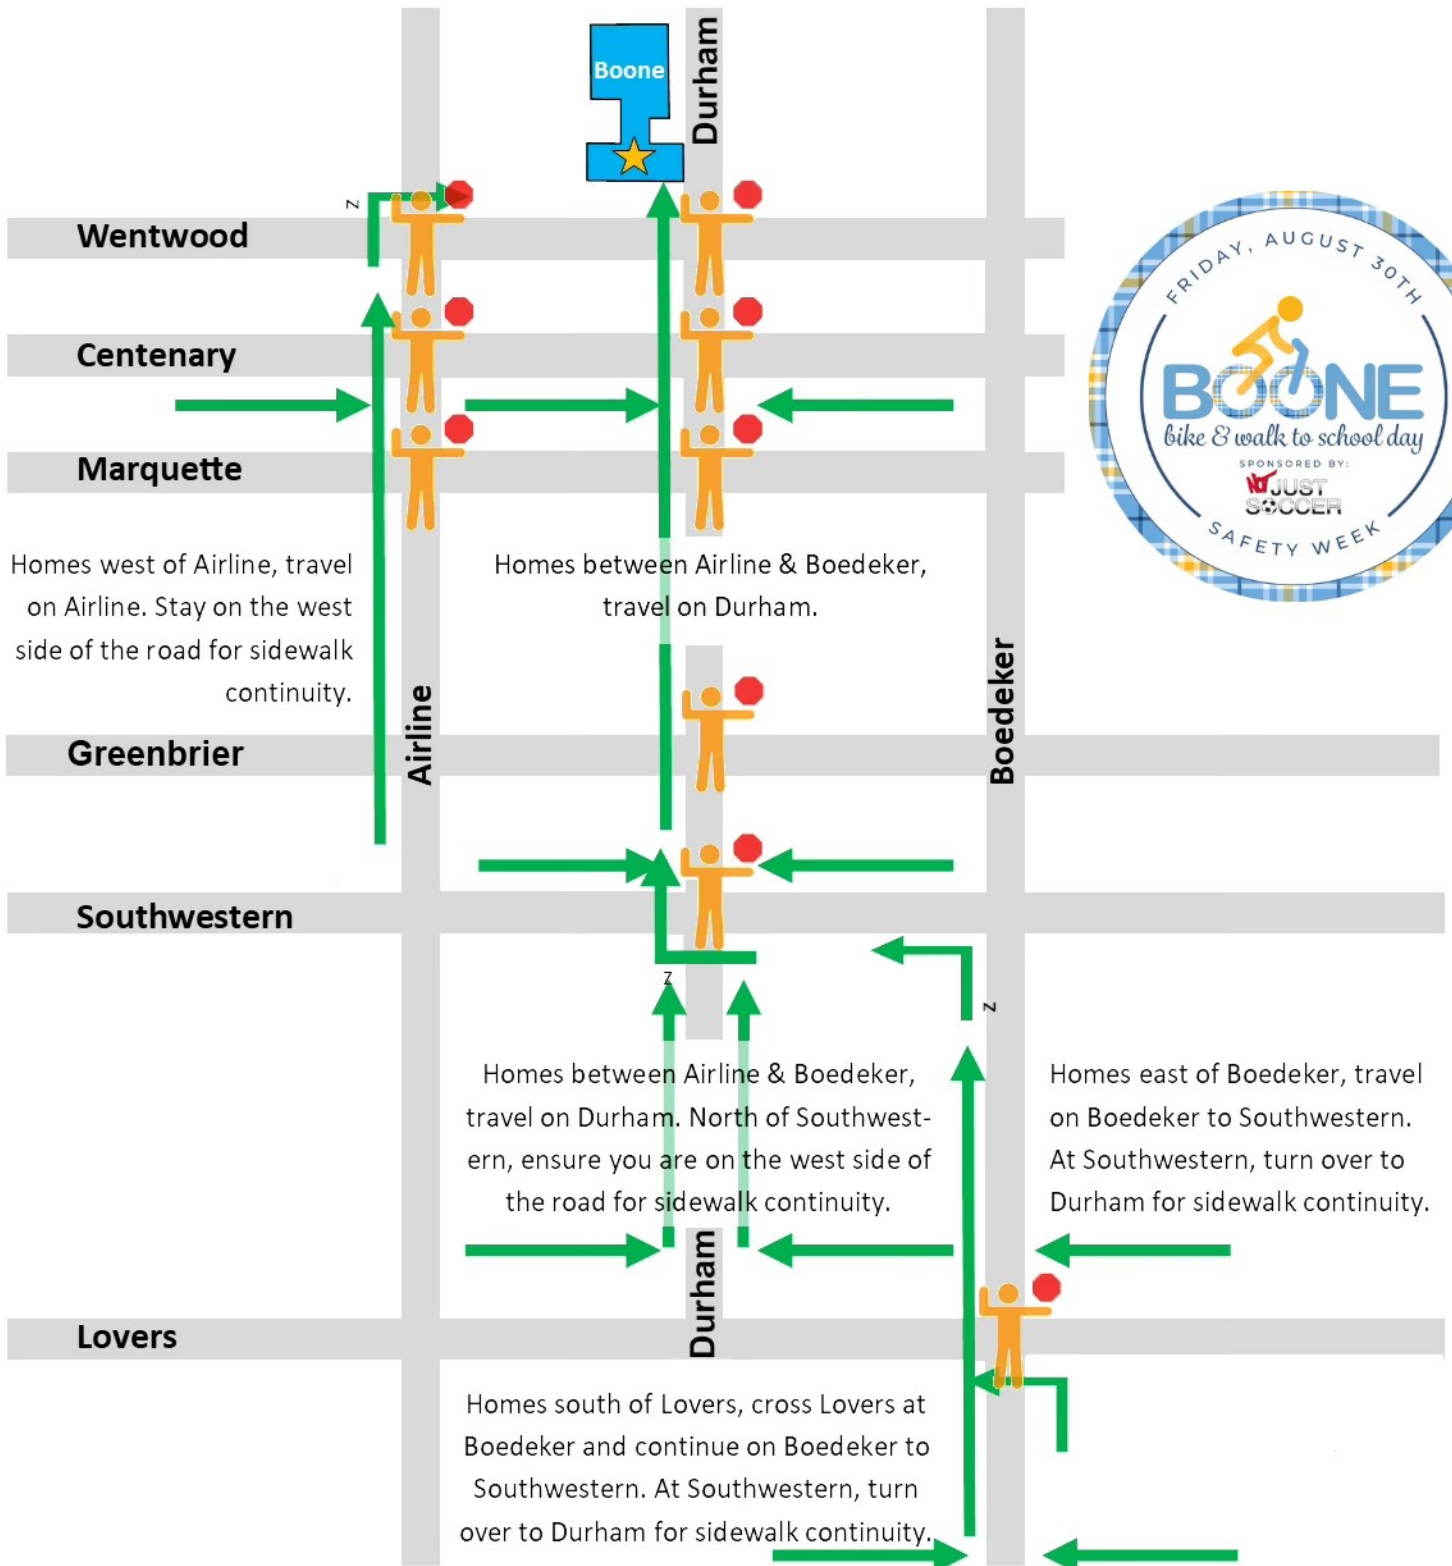 Boone
Durham
z
Wentwood
Centenary
Marquette
FRIDAY, AUGUST 30TH
BOONE
bike & walk to school day
SPONSORED BY:
NOT JUST
SOCCER
SAFETY WEEK
Homes west of Airline, travel
on Airline. Stay on the west
side of the road for sidewalk
continuity.
Homes between Airline & Boedeker,
travel on Durham.
Airline
Boedeker
Greenbrier
Southwestern
z
z
Homes between Airline & Boedeker,
travel on Durham. North of Southwest-
ern, ensure you are on the west side of
the road for sidewalk continuity.
Homes east of Boedeker, travel
on Boedeker to Southwestern.
At Southwestern, turn over to
Durham for sidewalk continuity.
Durham
Lovers
Homes south of Lovers, cross Lovers at
Boedeker and continue on Boedeker to
Southwestern. At Southwestern, turn
over to Durham for sidewalk continuity.